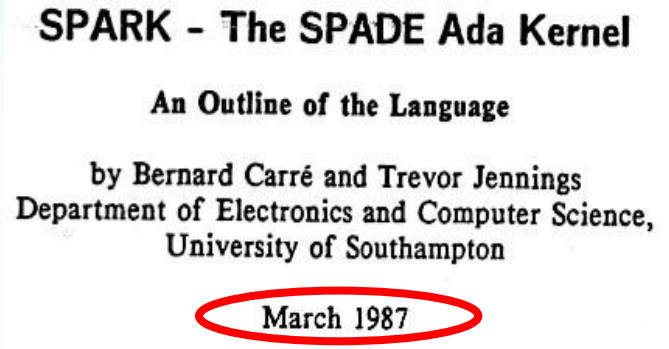 SPARK - The SPADE Ada Kernel
An Outline of the Language
by Bernard Carré and Trevor Jennings
Department of Electronics and Computer Science,
University of Southampton
March 1987